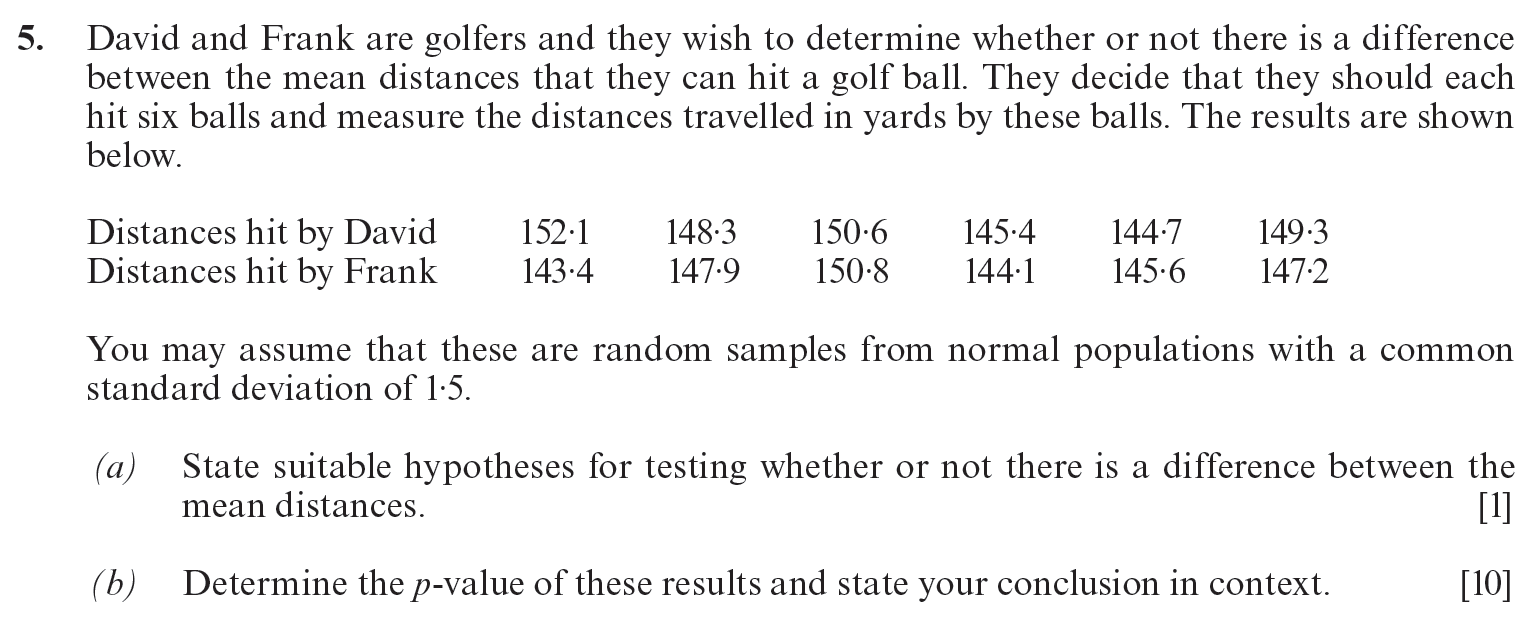 5. David and Frank are golfers and they wish to determine whether or not there is a difference
between the mean distances that they can hit a golf ball. They decide that they should each
hit six balls and measure the distances travelled in yards by these balls. The results are shown
below.
Distances hit by David 152·1 148·3 150·6 145·4 144·7 149·3
Distances hit by Frank 143·4 147·9 150·8 144·1 145·6 147·2
You may assume that these are random samples from normal populations with a common
standard deviation of 1·5.
(a) State suitable hypotheses for testing whether or not there is a difference between the
mean distances. [1]
(b) Determine the p-value of these results and state your conclusion in context. [10]